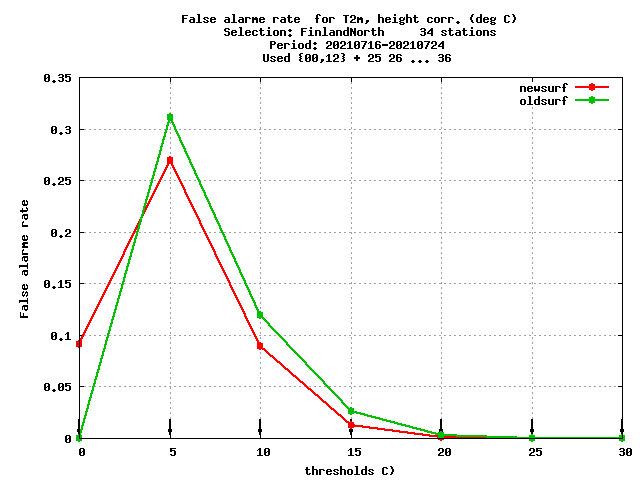 False alarme rate  for T2m, height corr. (deg C)
Selection: FinlandNorth     34 stations
Period: 20210716-20210724
Used {00,12} + 25 26 ... 36
newsurf
oldsurf
False alarme rate
0.35
0.3
0.25
0.2
0.15
0.1
0.05
0
0 5 10 15 20 25 30
thresholds C)